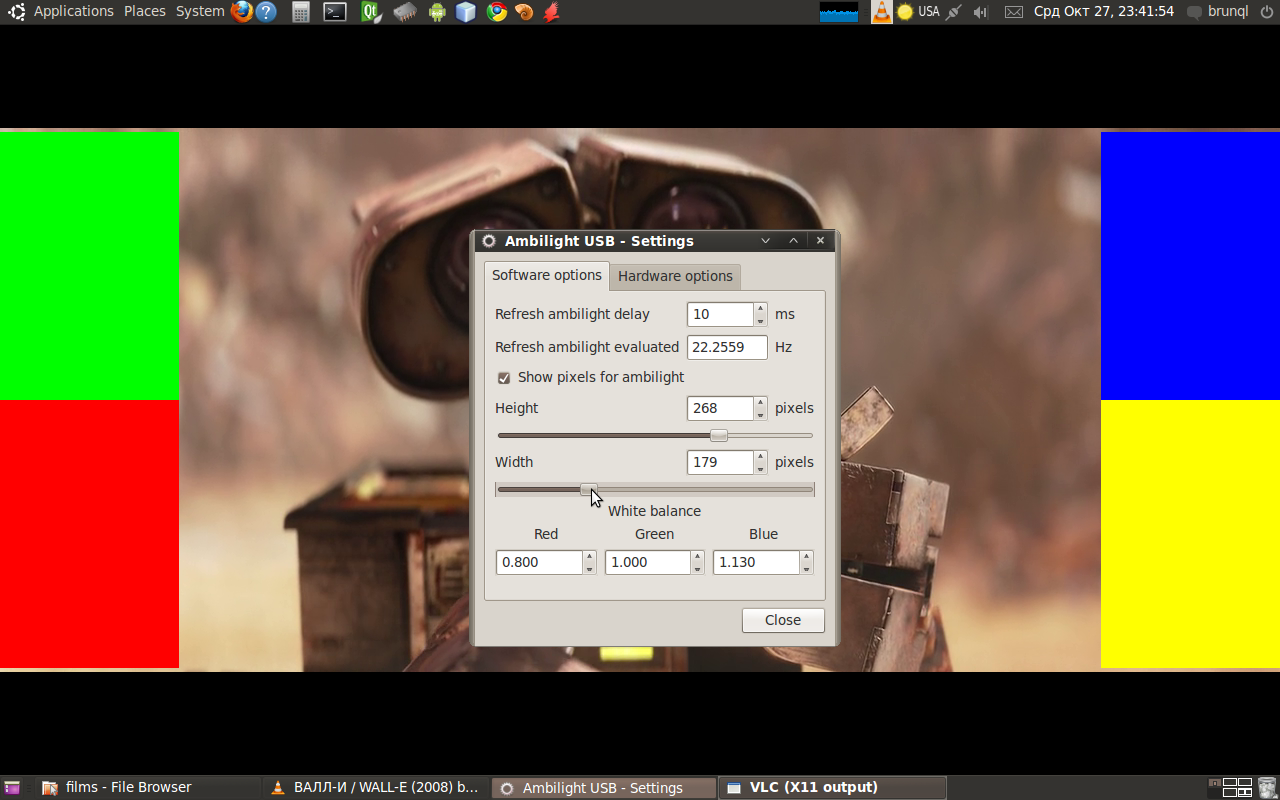 Applications Places System USA Срд Окт 27, 23:41:54 brunql
Ambilight USB - Settings
Software options Hardware options
Refresh ambilight delay 10 ms
Refresh ambilight evaluated 22.2559 Hz
Show pixels for ambilight
Height 268 pixels
Width 179 pixels
White balance
Red Green Blue
0.800 1.000 1.130
Close
films - File Browser ВАЛЛ-И / WALL-E (2008) b... Ambilight USB - Settings VLC (X11 output)